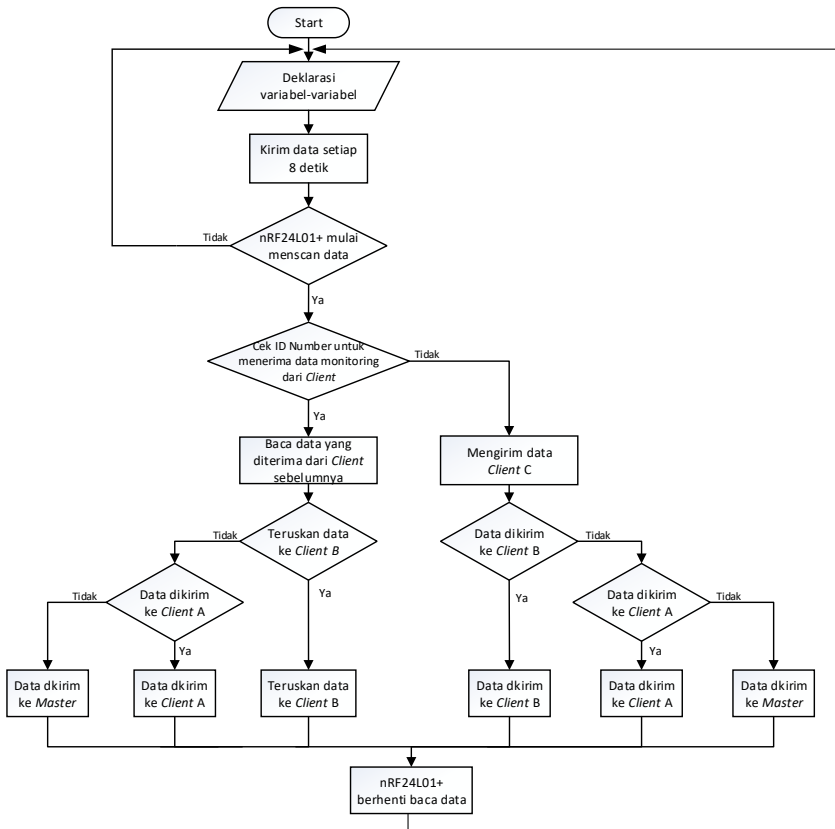 Start
Deklarasi
variabel-variabel
Kirim data setiap
8 detik
Tidak
nRF24L01+ mulai
menscan data
Ya
Cek ID Number untuk
menerima data monitoring
dari Client
Tidak
Ya
Baca data yang
diterima dari Client
sebelumnya
Mengirim data
Client C
Tidak
Teruskan data
ke Client B
Data dikirim
ke Client B
Tidak
Tidak
Data dikirim
ke Client A
Ya
Ya
Data dikirim
ke Client A
Tidak
Ya
Ya
Data dkirim
ke Master
Data dkirim
ke Client A
Teruskan data
ke Client B
Data dkirim
ke Client B
Data dkirim
ke Client A
Data dkirim
ke Master
nRF24L01+
berhenti baca data